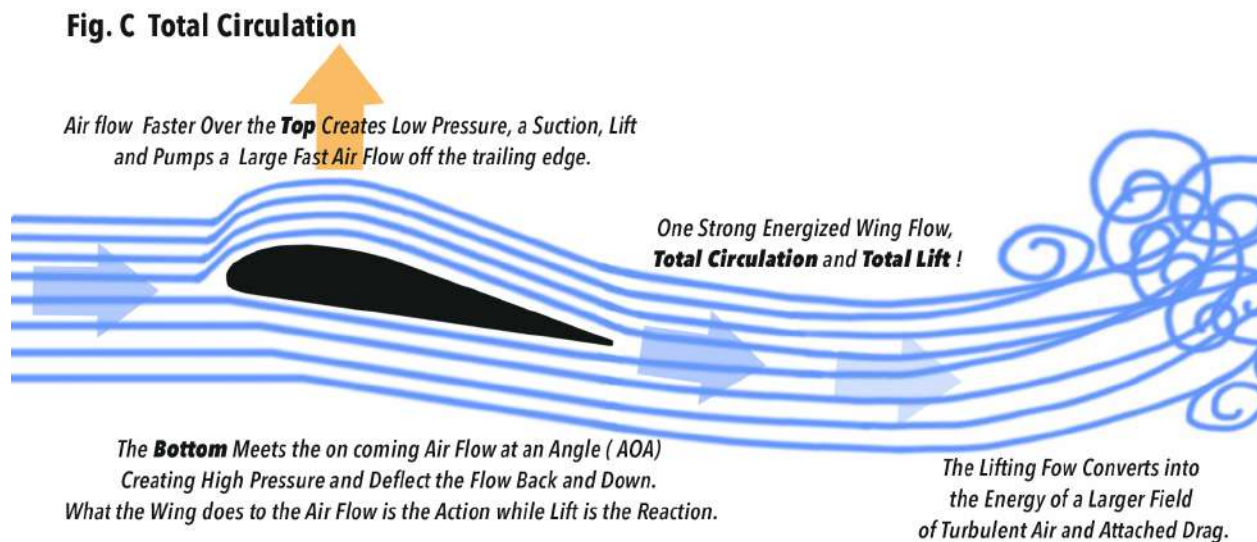 Fig. C Total Circulation
Air flow Faster Over the Top Creates Low Pressure, a Suction, Lift
and Pumps a Large Fast Air Flow off the trailing edge.
One Strong Energized Wing Flow,
Total Circulation and Total Lift !
The Bottom Meets the on coming Air Flow at an Angle ( AOA)
Creating High Pressure and Deflect the Flow Back and Down.
What the Wing does to the Air Flow is the Action while Lift is the Reaction.
The Lifting Fow Converts into
the Energy of a Larger Field
of Turbulent Air and Attached Drag.